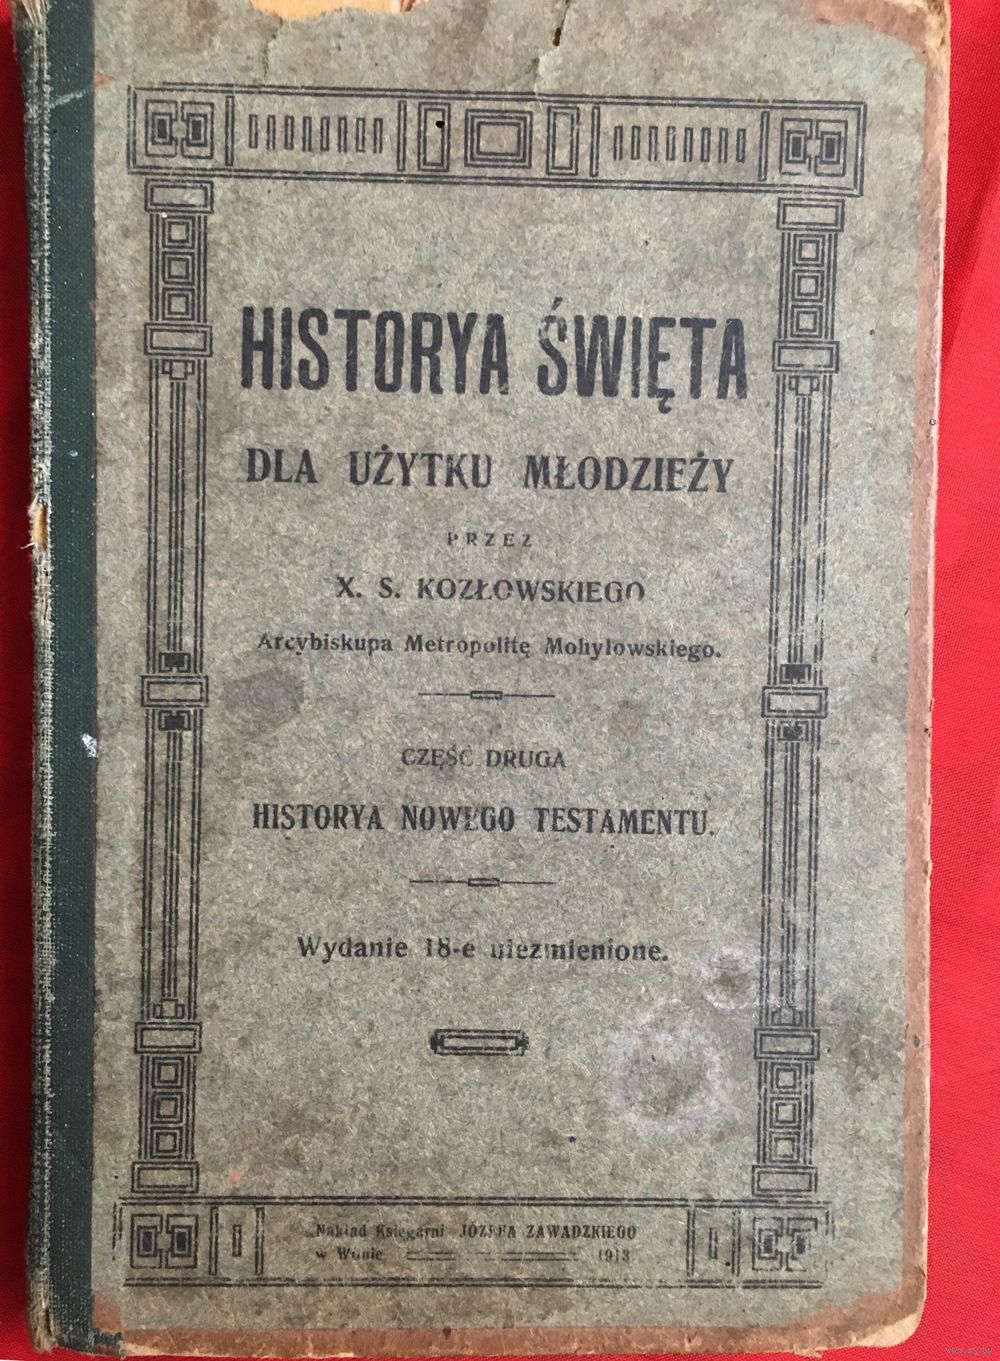 HISTORYA ŚWIĘTA
DLA UŻYTKU MŁODZIEŻY
PRZEZ
X. S. KOZŁOWSKIEGO
Arcybiskupa Metropolitę Mohylowskiego.
CZĘŚĆ DRUGA
HISTORYA NOWEGO TESTAMENTU.
Wydanie 18-e niezmienione.
Nakład Księgarni JÓZEFA ZAWADZKIEGO
w Wilnie 1913